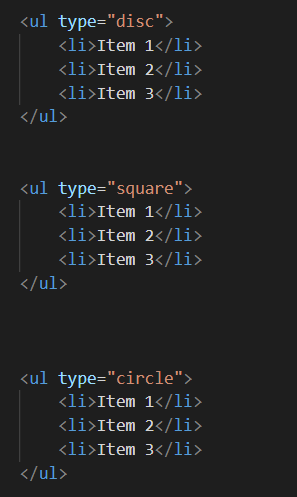 <ul type="disc">
    <li>Item 1</li>
    <li>Item 2</li>
    <li>Item 3</li>
</ul>
<ul type="square">
    <li>Item 1</li>
    <li>Item 2</li>
    <li>Item 3</li>
</ul>
<ul type="circle">
    <li>Item 1</li>
    <li>Item 2</li>
    <li>Item 3</li>
</ul>